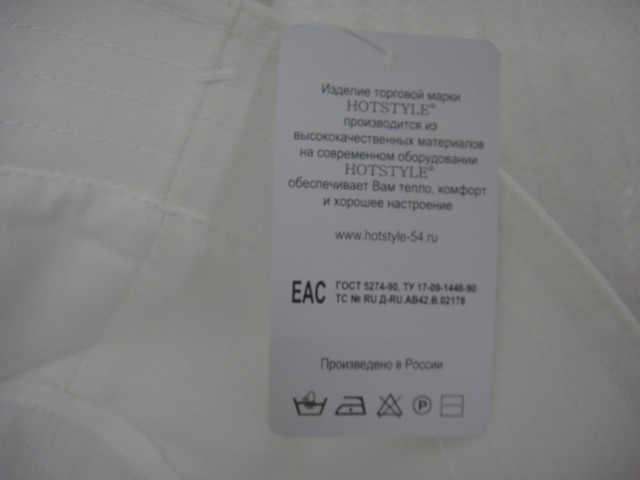 Изделие торговой марки
HOTSTYLE®
производится из
высококачественных материалов
на современном оборудовании
HOTSTYLE®
обеспечивает Вам тепло, комфорт
и хорошее настроение
www.hotstyle-54.ru
ЕАС ГОСТ 5274-90, ТУ 17-09-1446-90
ТС № RU Д-RU.АВ42.В.02178
Произведено в России
P